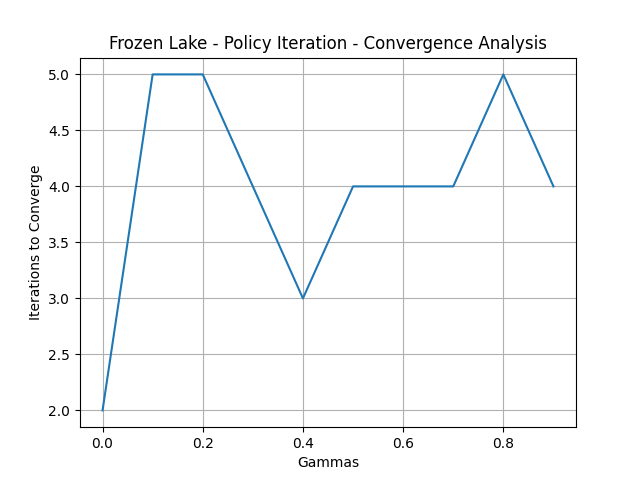 Frozen Lake - Policy Iteration - Convergence Analysis
Iterations to Converge
5.0
4.5
4.0
3.5
3.0
2.5
2.0
0.0 0.2 0.4 0.6 0.8
Gammas